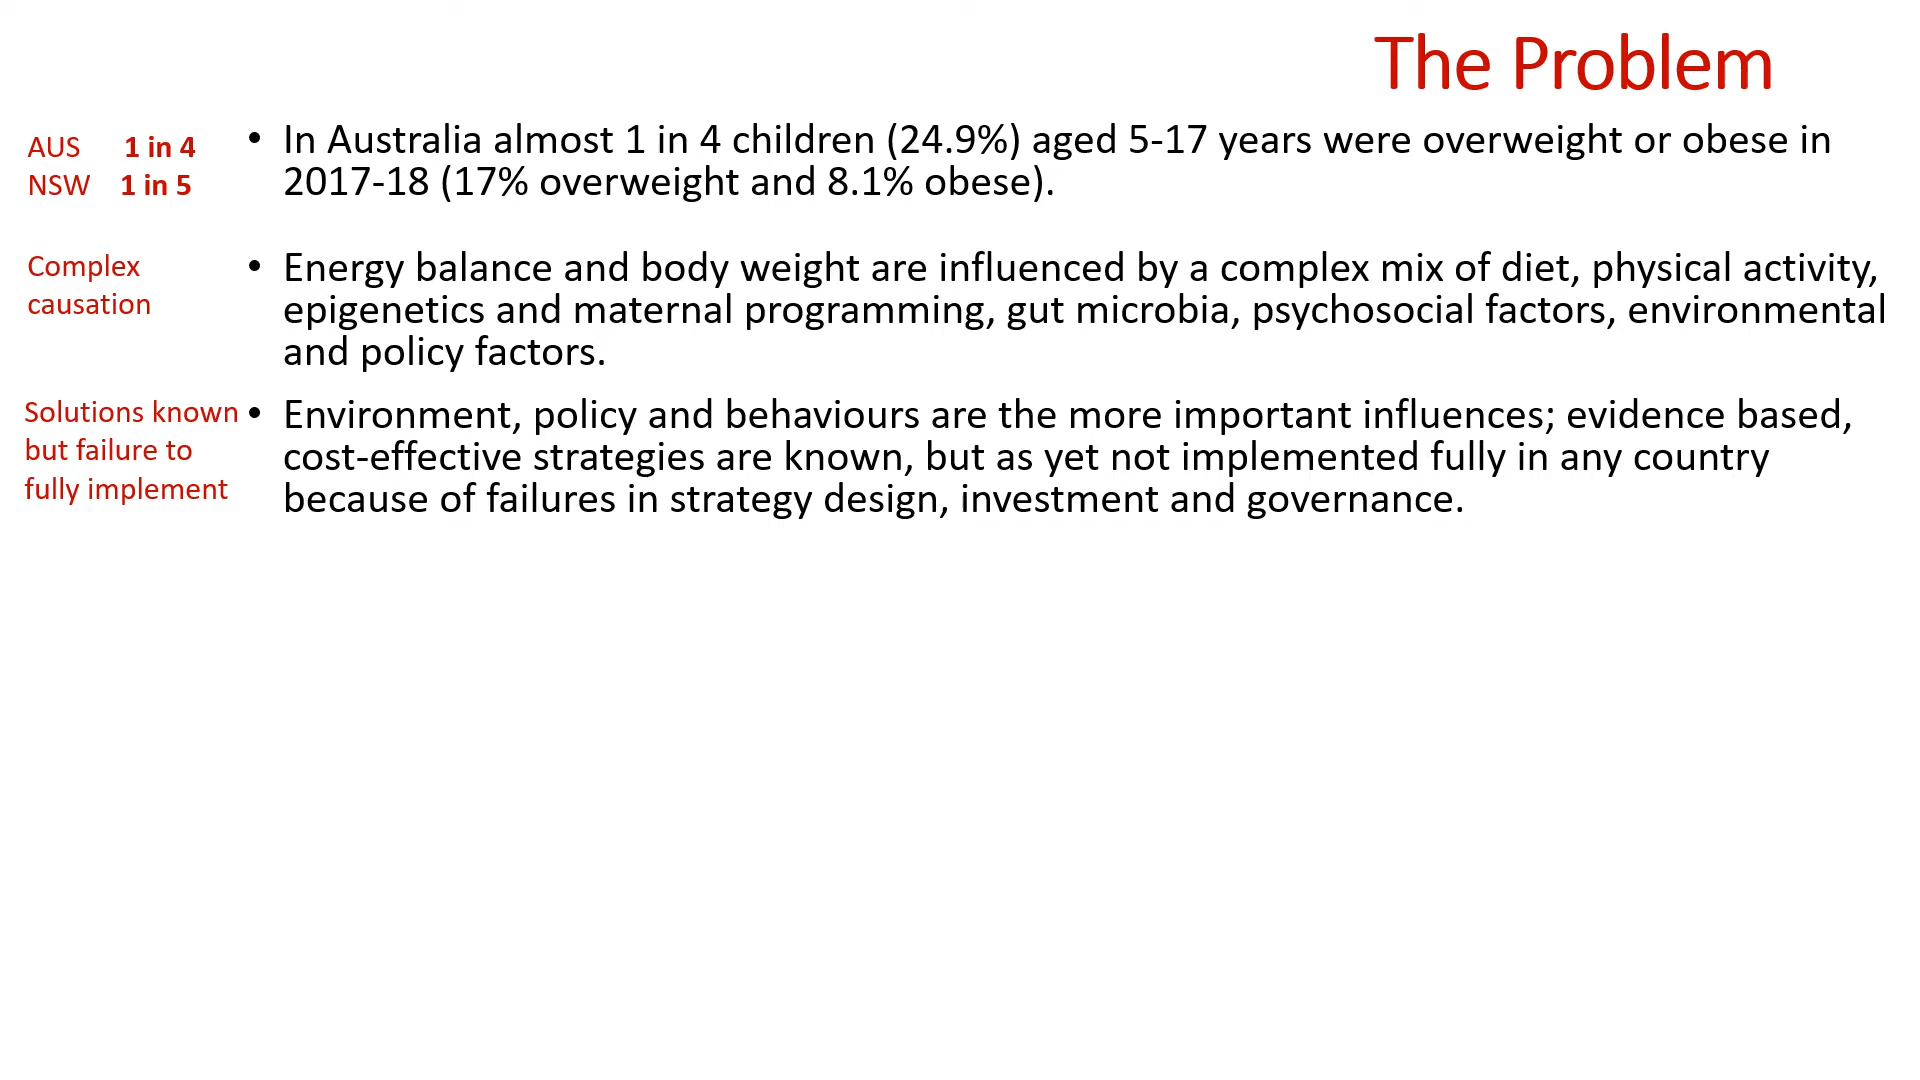 The Problem
AUS 1 in 4
NSW 1 in 5
• In Australia almost 1 in 4 children (24.9%) aged 5-17 years were overweight or obese in
2017-18 (17% overweight and 8.1% obese).
Complex
causation
• Energy balance and body weight are influenced by a complex mix of diet, physical activity,
epigenetics and maternal programming, gut microbia, psychosocial factors, environmental
and policy factors.
Solutions known
but failure to
fully implement
• Environment, policy and behaviours are the more important influences; evidence based,
cost-effective strategies are known, but as yet not implemented fully in any country
because of failures in strategy design, investment and governance.